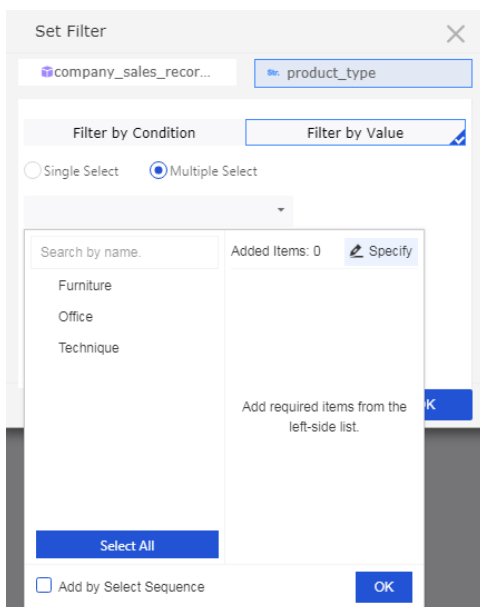 Set Filter
company_sales_recor...
Str. product_type
Filter by Condition
Filter by Value
Single Select
Multiple Select
Search by name.
Added Items: 0
Specify
Furniture
Office
Technique
Add required items from the
left-side list.
Select All
Add by Select Sequence
OK